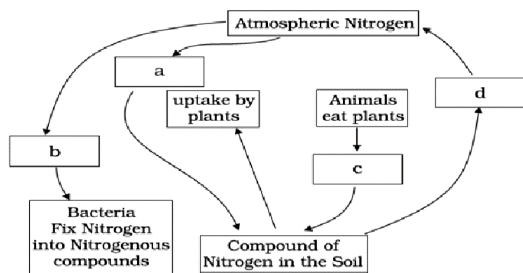 Atmospheric Nitrogen
a
d
uptake by
plants
Animals
eat plants
b
c
Bacteria
Fix Nitrogen
into Nitrogenous
compounds
Compound of
Nitrogen in the Soil